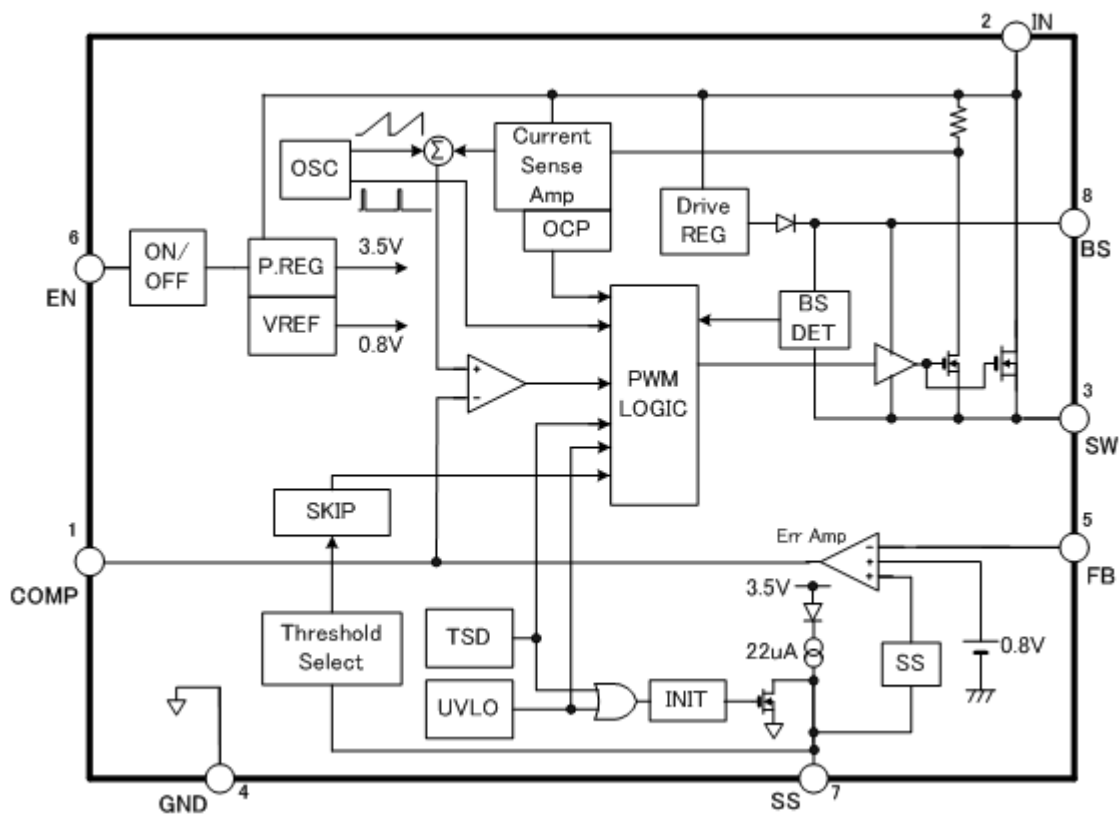 2 IN
OSC
Σ
Current
Sense
Amp
OCP
Drive
REG
8
BS
6
EN
ON/
OFF
P.REG
3.5V
VREF
0.8V
BS
DET
PWM
LOGIC
+
-
3
SW
SKIP
1
COMP
Err Amp
-
+
+
5
FB
3.5V
Threshold
Select
TSD
22uA
SS
0.8V
UVLO
INIT
GND 4
SS 7